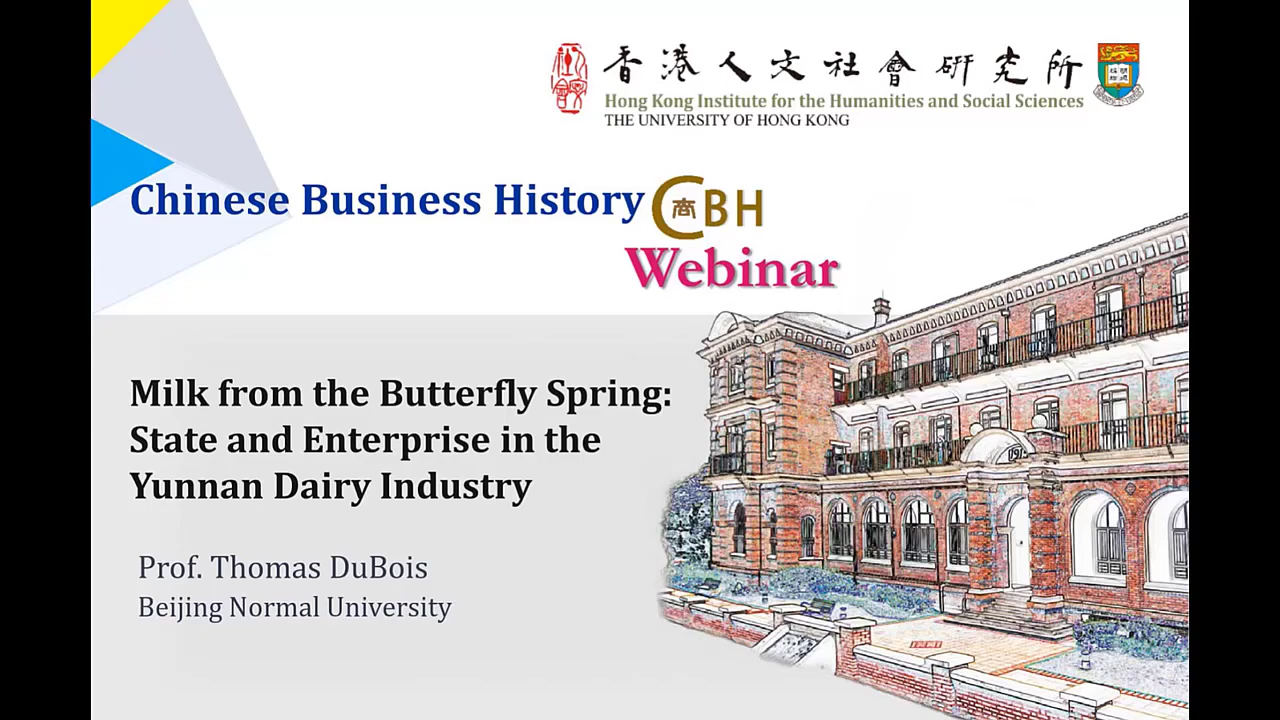 香港人文社會研究所
Hong Kong Institute for the Humanities and Social Sciences
THE UNIVERSITY OF HONG KONG
Chinese Business History
商 CBH
Webinar
Milk from the Butterfly Spring:
State and Enterprise in the
Yunnan Dairy Industry
Prof. Thomas DuBois
Beijing Normal University